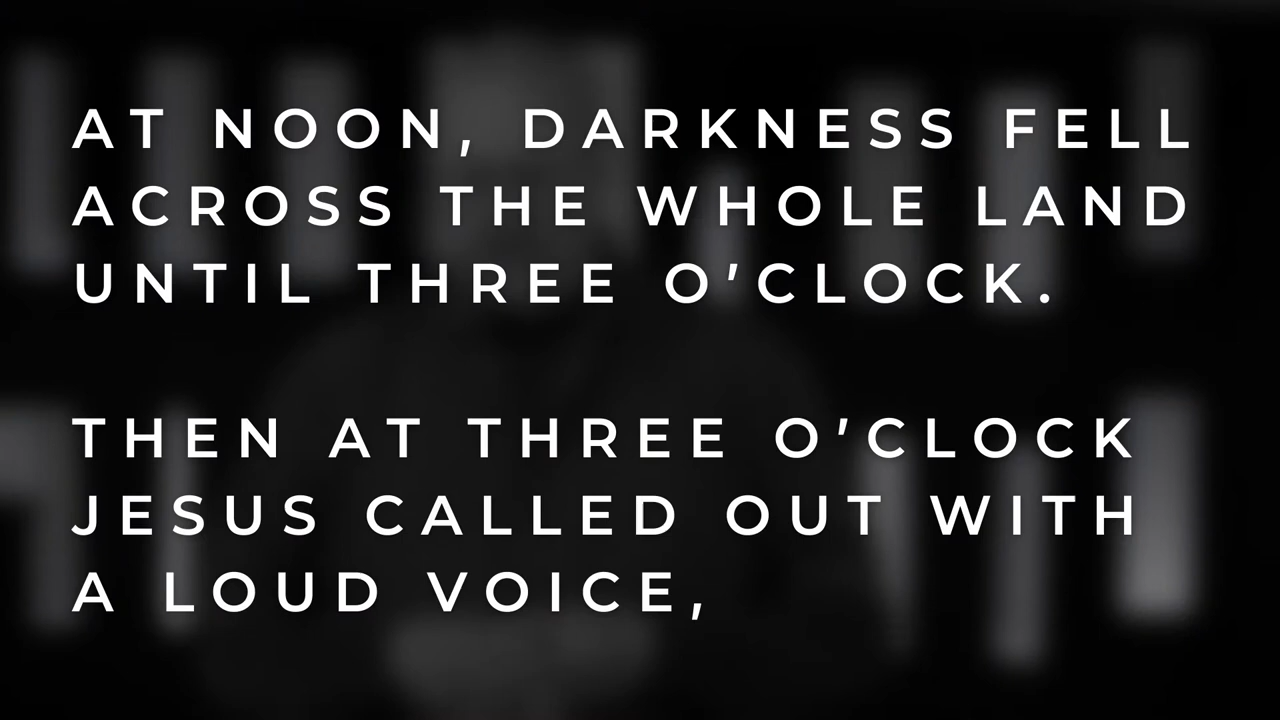 AT NOON, DARKNESS FELL
ACROSS THE WHOLE LAND
UNTIL THREE O'CLOCK.
THEN AT THREE O'CLOCK
JESUS CALLED OUT WITH
A LOUD VOICE,